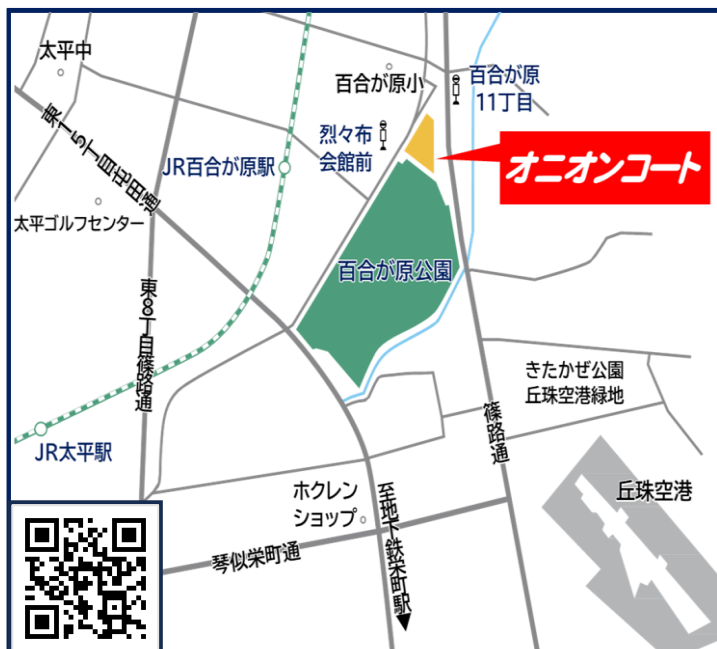 太平中
百合が原小
百合が原
11丁目
烈々布
会館前
オニオンコート
東15丁目屯田通
JR百合が原駅
太平ゴルフセンター
百合が原公園
東8丁目篠路通
きたかぜ公園
丘珠空港緑地
篠路通
JR太平駅
丘珠空港
ホクレン
ショップ
至地下鉄栄町駅
琴似栄町通